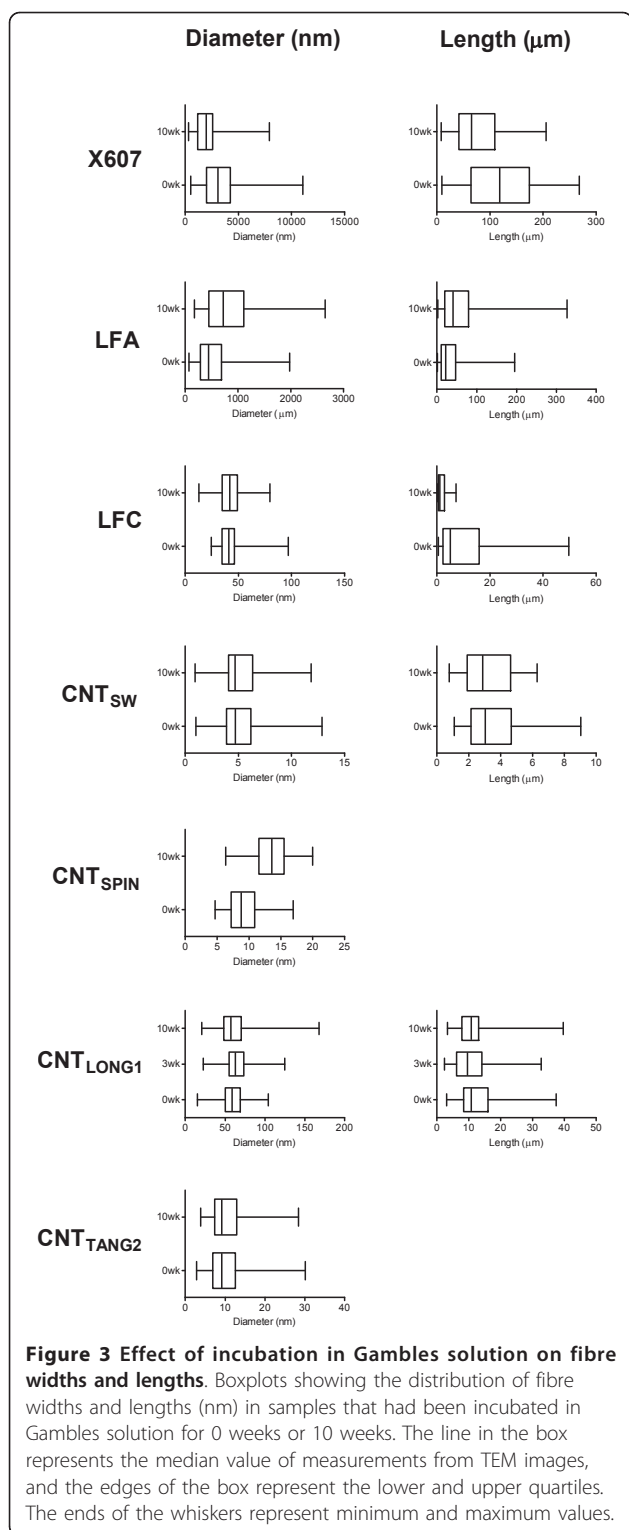 Diameter (nm) Length (μm)
X607
10wk
0wk
0 5000 10000 15000
Diameter (nm)
10wk
0wk
0 100 200 300
Length (μm)
LFA
10wk
0wk
0 1000 2000 3000
Diameter (μm)
10wk
0wk
0 100 200 300 400
Length (μm)
LFC
10wk
0wk
0 50 100 150
Diameter (nm)
10wk
0wk
0 20 40 60
Length (μm)
CNTSW
10wk
0wk
0 5 10 15
Diameter (nm)
10wk
0wk
2 4 6 8 10
Length (μm)
CNTSPIN
10wk
0wk
0 5 10 15 20 25
Diameter (nm)
CNTLONG1
10wk
3wk
0wk
0 50 100 150 200
Diameter (nm)
10wk
3wk
0wk
0 10 20 30 40 50
Length (μm)
CNTTANG2
10wk
0wk
0 10 20 30 40
Diameter (nm)
Figure 3 Effect of incubation in Gambles solution on fibre
widths and lengths. Boxplots showing the distribution of fibre
widths and lengths (nm) in samples that had been incubated in
Gambles solution for 0 weeks or 10 weeks. The line in the box
represents the median value of measurements from TEM images,
and the edges of the box represent the lower and upper quartiles.
The ends of the whiskers represent minimum and maximum values.